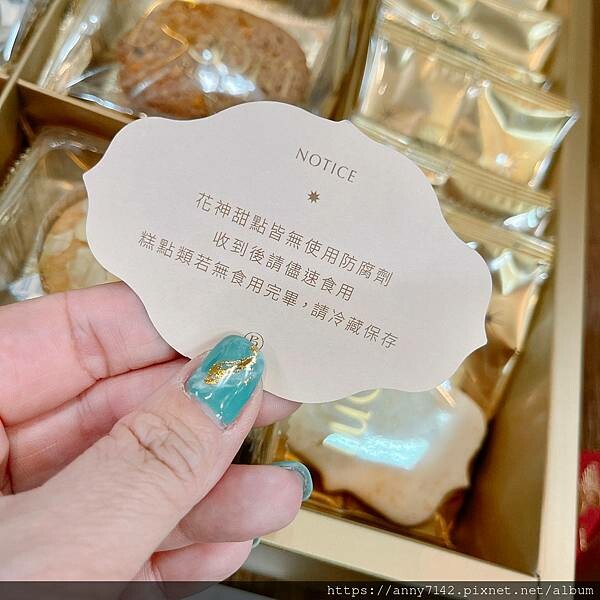 NOTICE
花神甜點皆無使用防腐劑
收到後請儘速食用
糕點類若無食用完畢，請冷藏保存
https://anny7142.pixnet.net/album